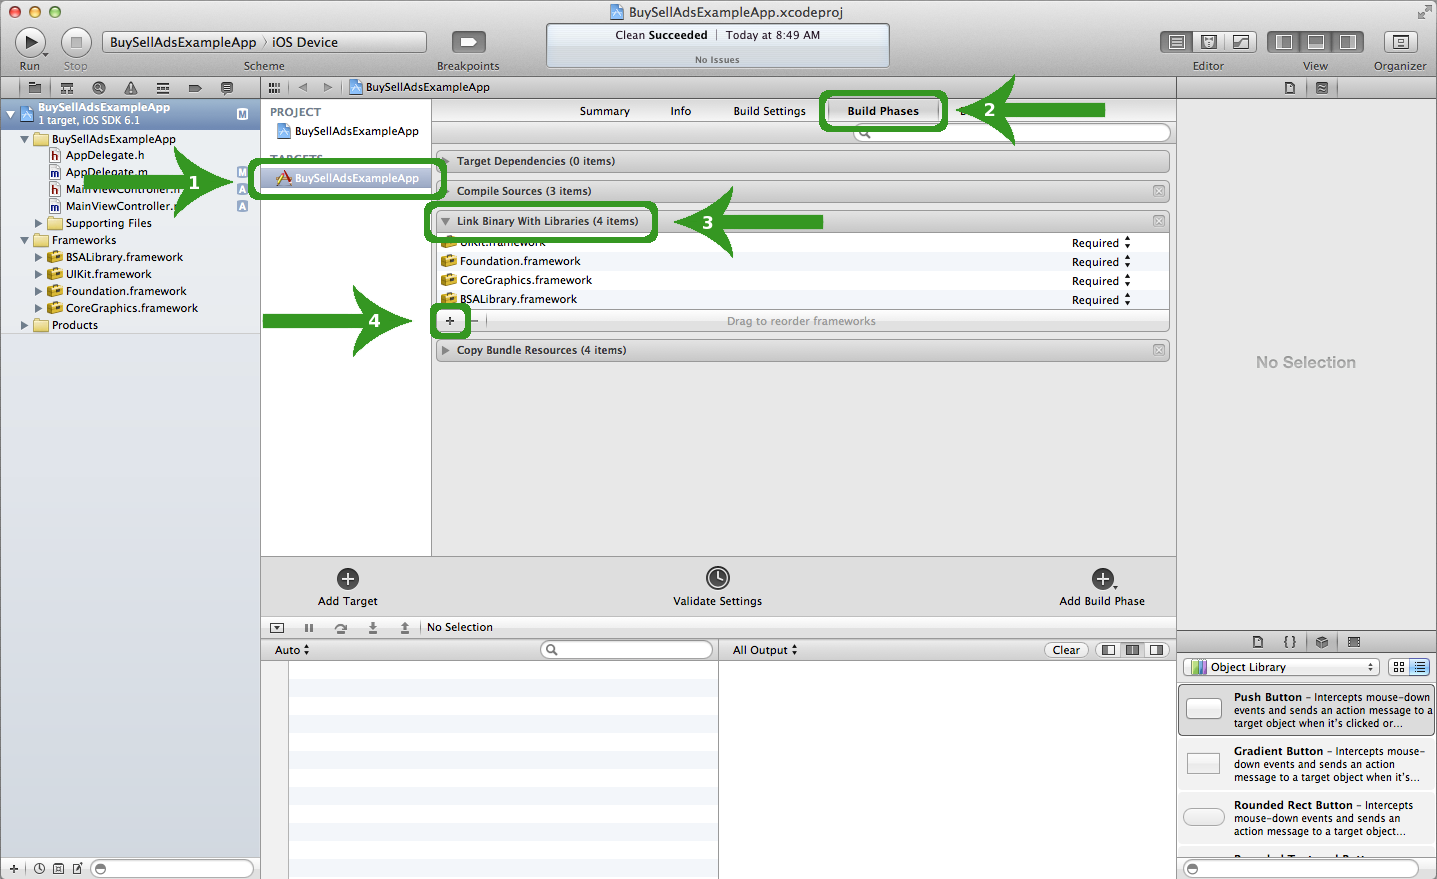 BuySellAdsExampleApp.xcodeproj
Run
Stop
BuySellAdsExampleApp 〉 iOS Device
Scheme
Breakpoints
Clean Succeeded | Today at 8:49 AM
No Issues
Editor
View
Organizer
BuySellAdsExampleApp
BuySellAdsExampleApp
1 target, iOS SDK 6.1
M
BuySellAdsExampleApp
AppDelegate.h
AppDelegate.m
M
MainViewController.h
A
MainViewController.
A
Supporting Files
Frameworks
BSALibrary.framework
UIKit.framework
Foundation.framework
CoreGraphics.framework
Products
PROJECT
BuySellAdsExampleApp
TARGETS
BuySellAdsExampleApp
1
Summary
Info
Build Settings
Build Phases
2
Target Dependencies (0 items)
Compile Sources (3 items)
Link Binary With Libraries (4 items)
3
UIKit.framework
Required
Foundation.framework
Required
CoreGraphics.framework
Required
BSALibrary.framework
Required
4
+
Drag to reorder frameworks
Copy Bundle Resources (4 items)
No Selection
Add Target
Validate Settings
Add Build Phase
No Selection
Auto
All Output
Clear
{ }
Object Library
Push Button – Intercepts mouse-down
events and sends an action message to a
target object when it's clicked or...
Gradient Button – Intercepts mouse-
down events and sends an action
message to a target object when it's...
Rounded Rect Button – Intercepts
mouse-down events and sends an
action message to a target object...